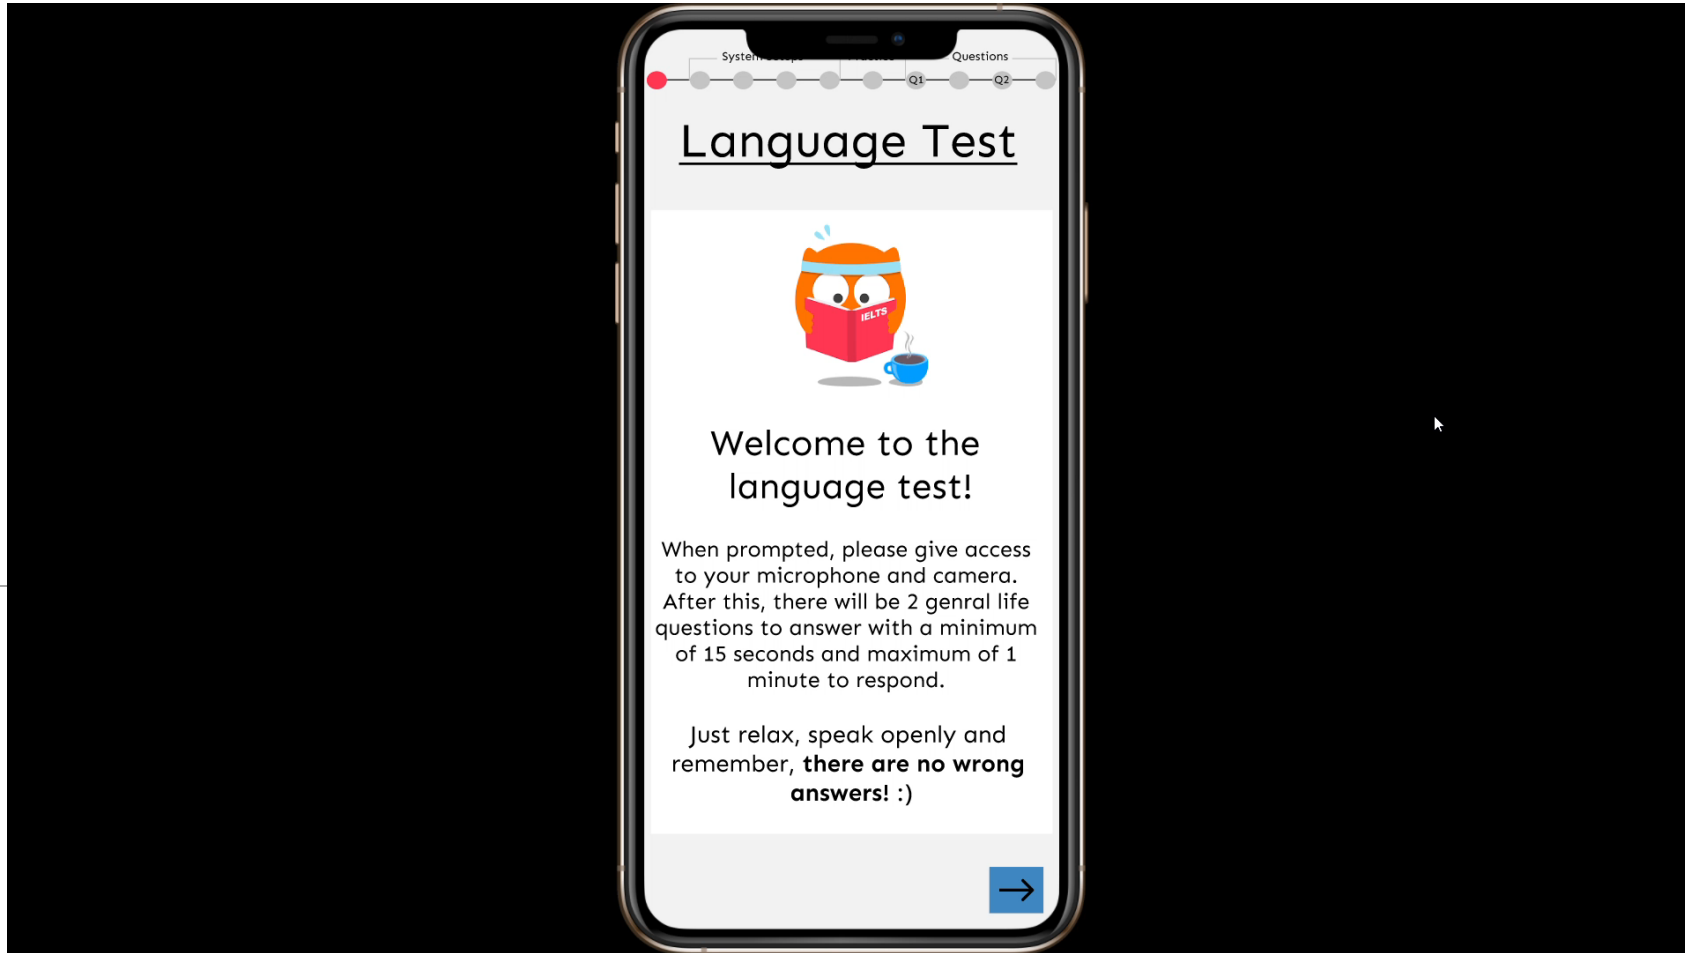 System
Questions
Q1
Q2
Language Test
IELTS
Welcome to the
language test!
When prompted, please give access
to your microphone and camera.
After this, there will be 2 genral life
questions to answer with a minimum
of 15 seconds and maximum of 1
minute to respond.
Just relax, speak openly and
remember, there are no wrong
answers! :)